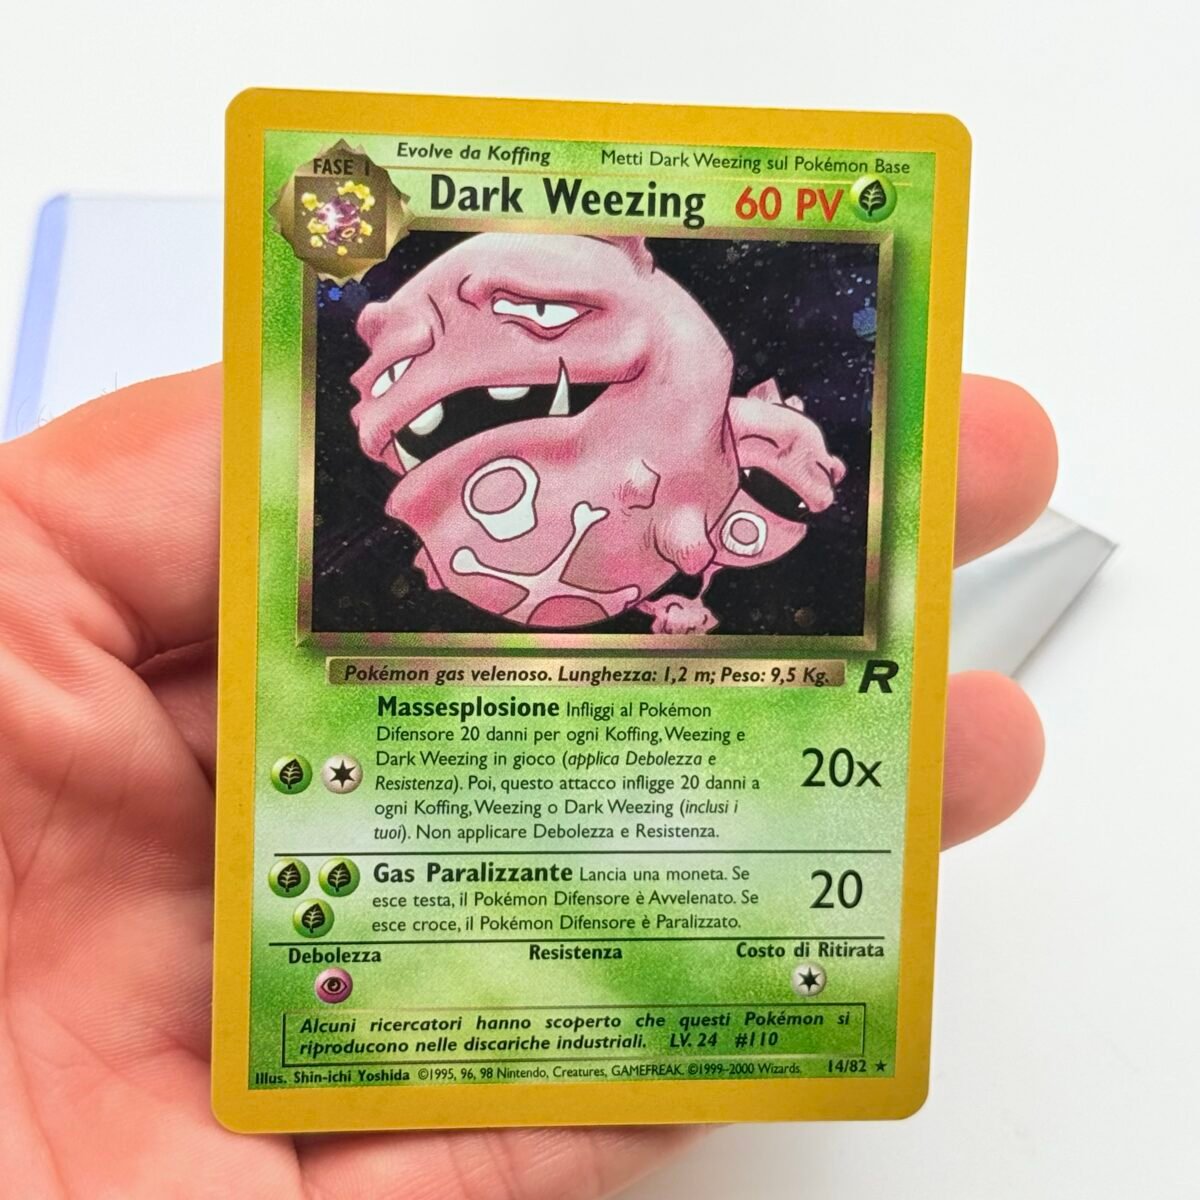 Evolve da Koffing
Metti Dark Weezing sul Pokémon Base
FASE 1
Dark Weezing 60 PV
Pokémon gas velenoso. Lunghezza: 1,2 m; Peso: 9,5 Kg.
R
Massesplosione Infliggi al Pokémon
Difensore 20 danni per ogni Koffing, Weezing e
Dark Weezing in gioco (applica Debolezza e
Resistenza). Poi, questo attacco infligge 20 danni a
ogni Koffing, Weezing o Dark Weezing (inclusi i
tuoi). Non applicare Debolezza e Resistenza.
20x
Gas Paralizzante Lancia una moneta. Se
esce testa, il Pokémon Difensore è Avvelenato. Se
esce croce, il Pokémon Difensore è Paralizzato.
20
Debolezza
Resistenza
Costo di Ritirata
Alcuni ricercatori hanno scoperto che questi Pokémon si
riproducono nelle discariche industriali. LV. 24 #110
Illus. Shin-ichi Yoshida ©1995, 96, 98 Nintendo, Creatures, GAMEFREAK. ©1999-2000 Wizards. 14/82 ★